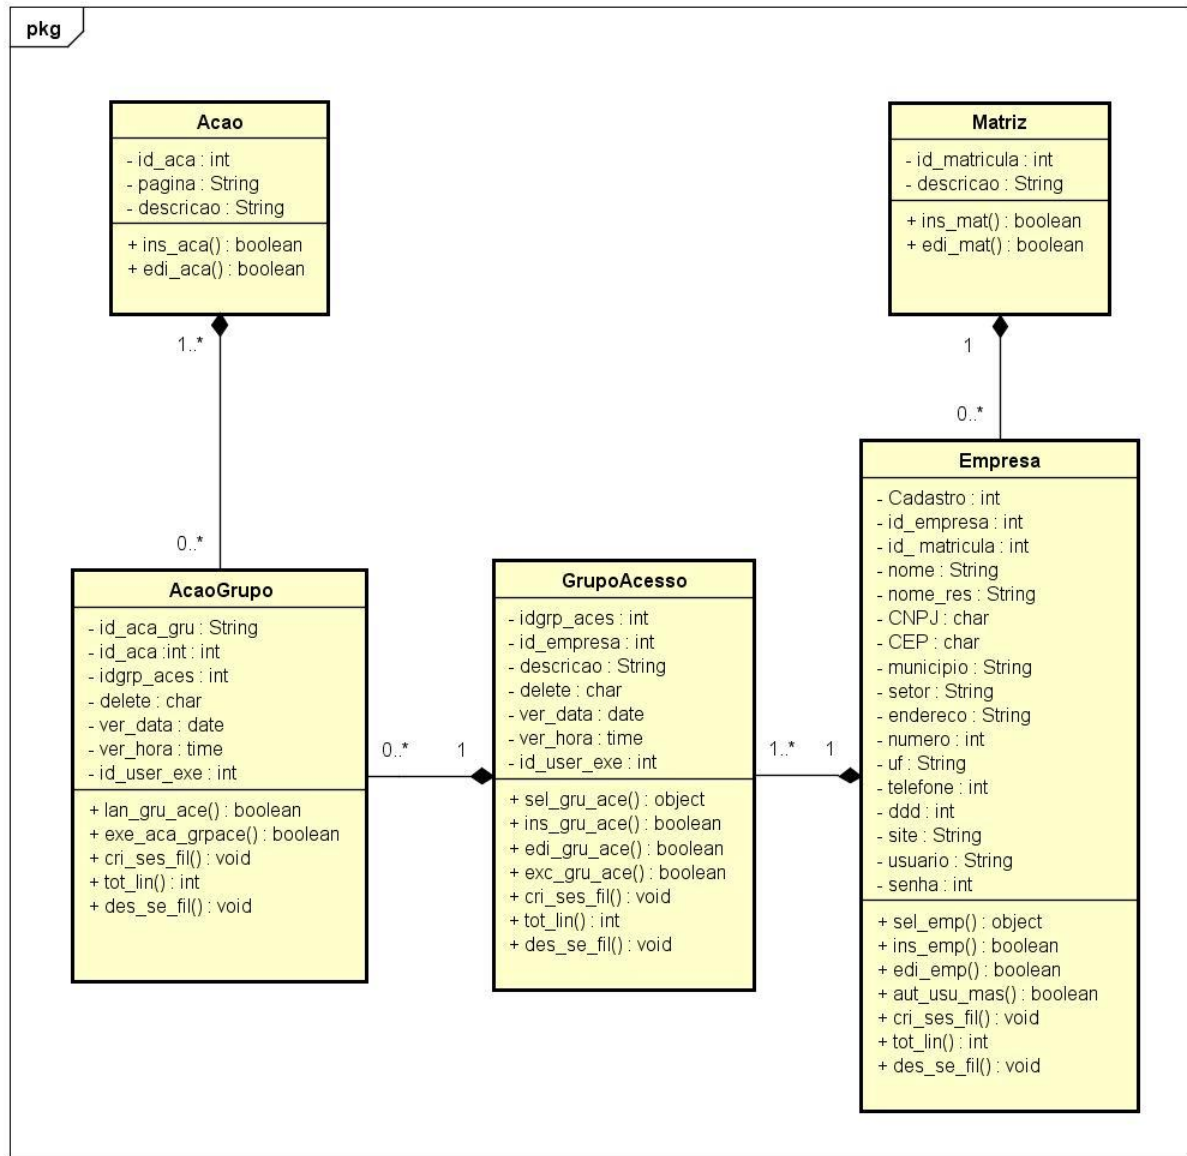 pkg
Acao
- id_aca : int
- pagina : String
- descricao : String
+ ins_aca() : boolean
+ edi_aca() : boolean
1..*
0..*
Matriz
- id_matricula : int
- descricao : String
+ ins_mat() : boolean
+ edi_mat() : boolean
1
0..*
AcaoGrupo
- id_aca_gru : String
- id_aca :int : int
- idgrp_aces : int
- delete : char
- ver_data : date
- ver_hora : time
- id_user_exe : int
+ lan_gru_ace() : boolean
+ exe_aca_grpace() : boolean
+ cri_ses_fil() : void
+ tot_lin() : int
+ des_se_fil() : void
0..*
1
GrupoAcesso
- idgrp_aces : int
- id_empresa : int
- descricao : String
- delete : char
- ver_data : date
- ver_hora : time
- id_user_exe : int
+ sel_gru_ace() : object
+ ins_gru_ace() : boolean
+ edi_gru_ace() : boolean
+ exc_gru_ace() : boolean
+ cri_ses_fil() : void
+ tot_lin() : int
+ des_se_fil() : void
1..*
1
Empresa
- Cadastro : int
- id_empresa : int
- id_ matricula : int
- nome : String
- nome_res : String
- CNPJ : char
- CEP : char
- municipio : String
- setor : String
- endereco : String
- numero : int
- uf : String
- telefone : int
- ddd : int
- site : String
- usuario : String
- senha : int
+ sel_emp() : object
+ ins_emp() : boolean
+ edi_emp() : boolean
+ aut_usu_mas() : boolean
+ cri_ses_fil() : void
+ tot_lin() : int
+ des_se_fil() : void